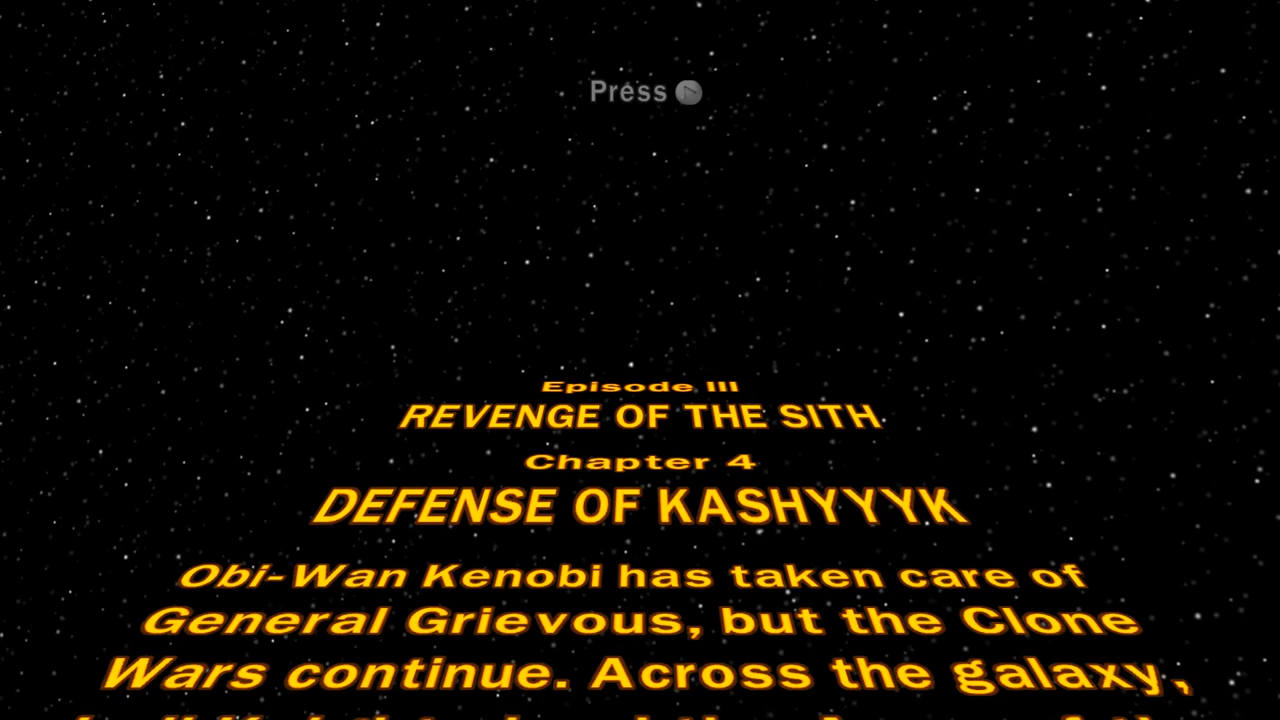 Press
Episode III
REVENGE OF THE SITH
Chapter 4
DEFENSE OF KASHYYYK
Obi-Wan Kenobi has taken care of
General Grievous, but the Clone
Wars continue. Across the galaxy,